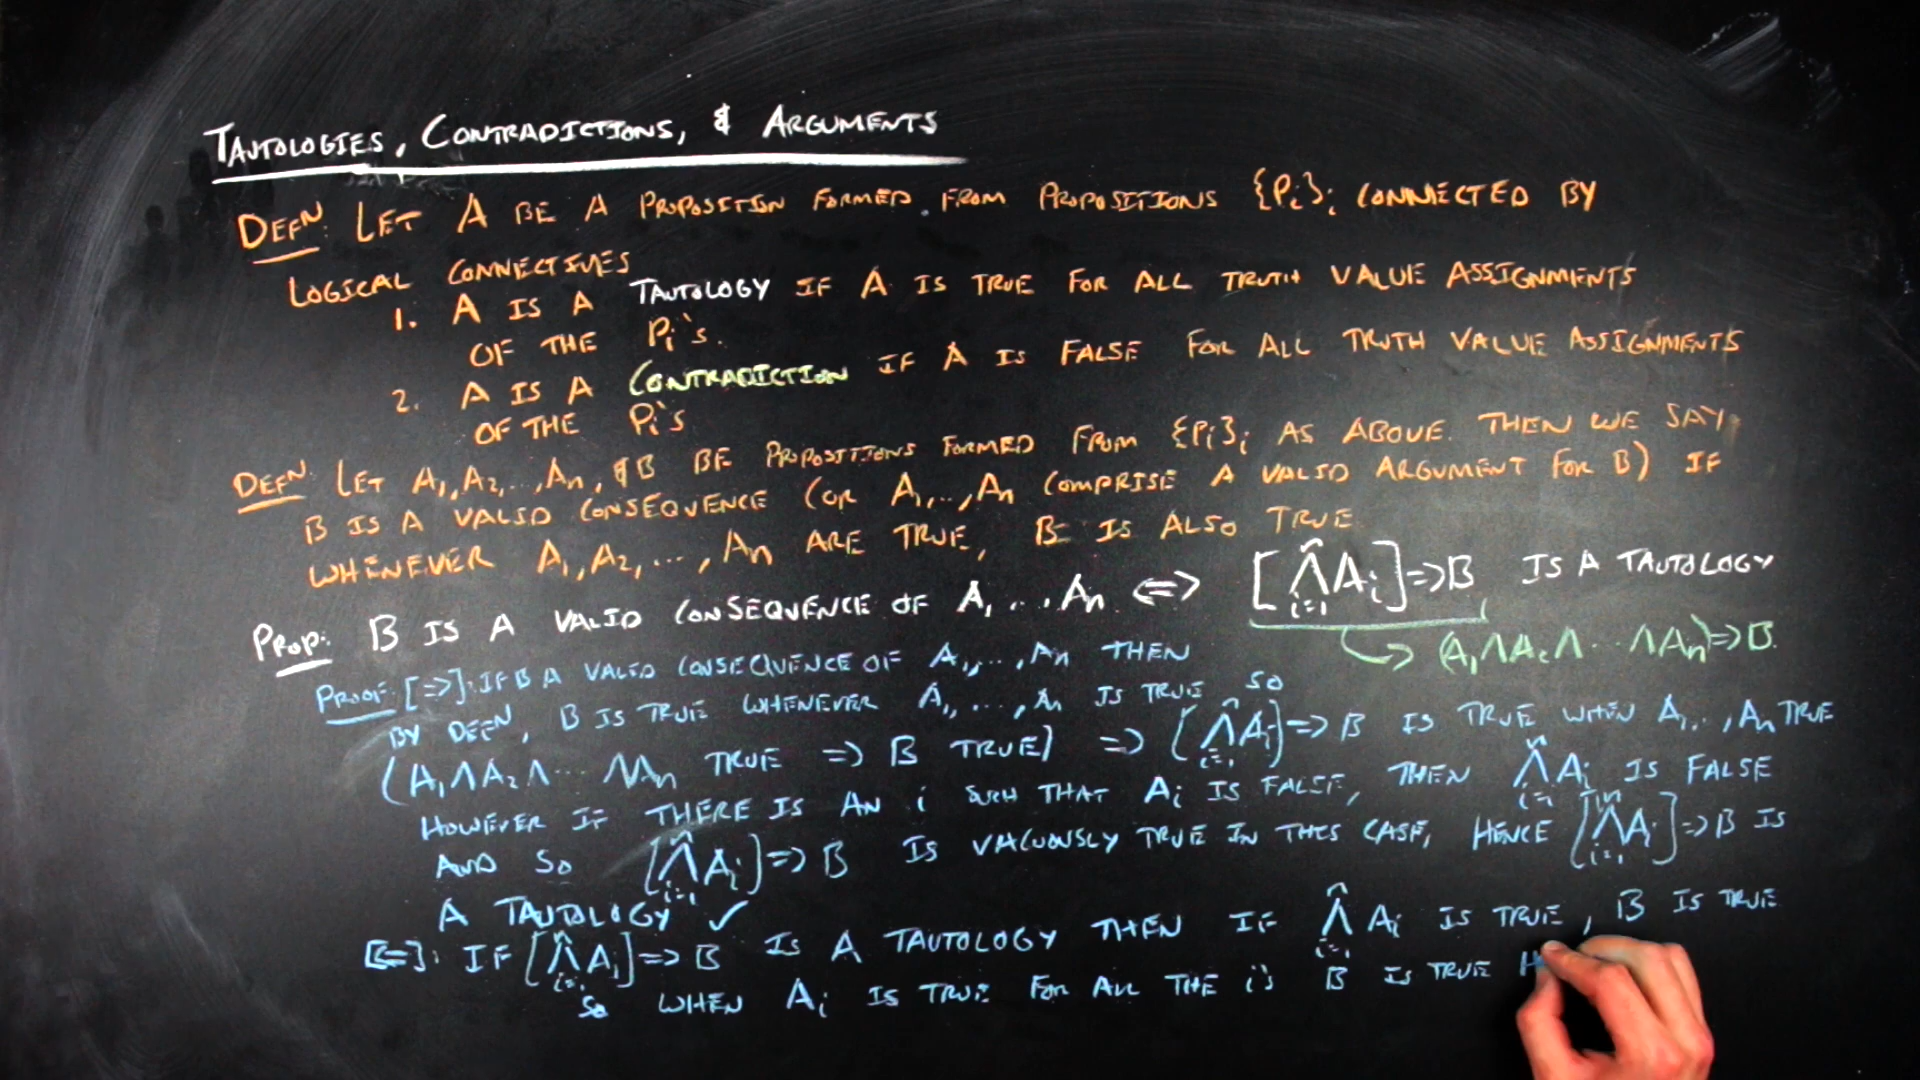 TAUTOLOGIES, CONTRADICTIONS, & ARGUMENTS
DEFN: LET A BE A PROPOSITION FORMED FROM PROPOSITIONS {Pi}i CONNECTED BY
LOGICAL CONNECTIVES
1. A IS A TAUTOLOGY IF A IS TRUE FOR ALL TRUTH VALUE ASSIGNMENTS
OF THE Pi's.
2. A IS A CONTRADICTION IF A IS FALSE FOR ALL TRUTH VALUE ASSIGNMENTS
OF THE Pi's
DEFN: LET A1, A2, ..., An, & B BE PROPOSITIONS FORMED FROM {Pi}i AS ABOVE. THEN WE SAY
B IS A VALID CONSEQUENCE (OR A1, .., An COMPRISE A VALID ARGUMENT FOR B) IF
WHENEVER A1, A2, ..., An ARE TRUE, B IS ALSO TRUE
PROP: B IS A VALID CONSEQUENCE OF A1 ... An <=> [⋀_{i=1}^n Ai] => B IS A TAUTOLOGY
↳ (A1 ∧ A2 ∧ ... ∧ An) => B.
PROOF: [=>]: IF B A VALID CONSEQUENCE OF A1, ..., An THEN
BY DEFN, B IS TRUE WHENEVER A1, ..., An IS TRUE SO
(A1 ∧ A2 ∧ ... ∧ An TRUE => B TRUE) => [⋀_{i=1}^n Ai] => B IS TRUE WHEN A1 .., An TRUE
HOWEVER IF THERE IS AN i SUCH THAT Ai IS FALSE, THEN ⋀_{i=1}^n Ai IS FALSE
AND SO [⋀_{i=1}^n Ai] => B IS VACUOUSLY TRUE IN THIS CASE, HENCE [⋀_{i=1}^n Ai] => B IS
A TAUTOLOGY ✓
[<=]: IF [⋀_{i=1}^n Ai] => B IS A TAUTOLOGY THEN IF ⋀_{i=1}^n Ai IS TRUE, B IS TRUE
SO WHEN Ai IS TRUE FOR ALL THE i's B IS TRUE H